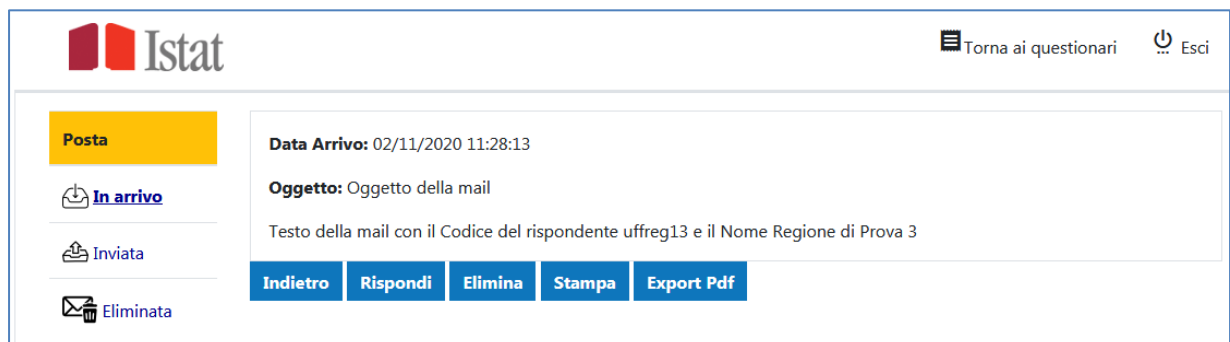 Istat
Torna ai questionari Esci
Posta
In arrivo
Inviata
Eliminata
Data Arrivo: 02/11/2020 11:28:13
Oggetto: Oggetto della mail
Testo della mail con il Codice del rispondente uffreg13 e il Nome Regione di Prova 3
Indietro Rispondi Elimina Stampa Export Pdf